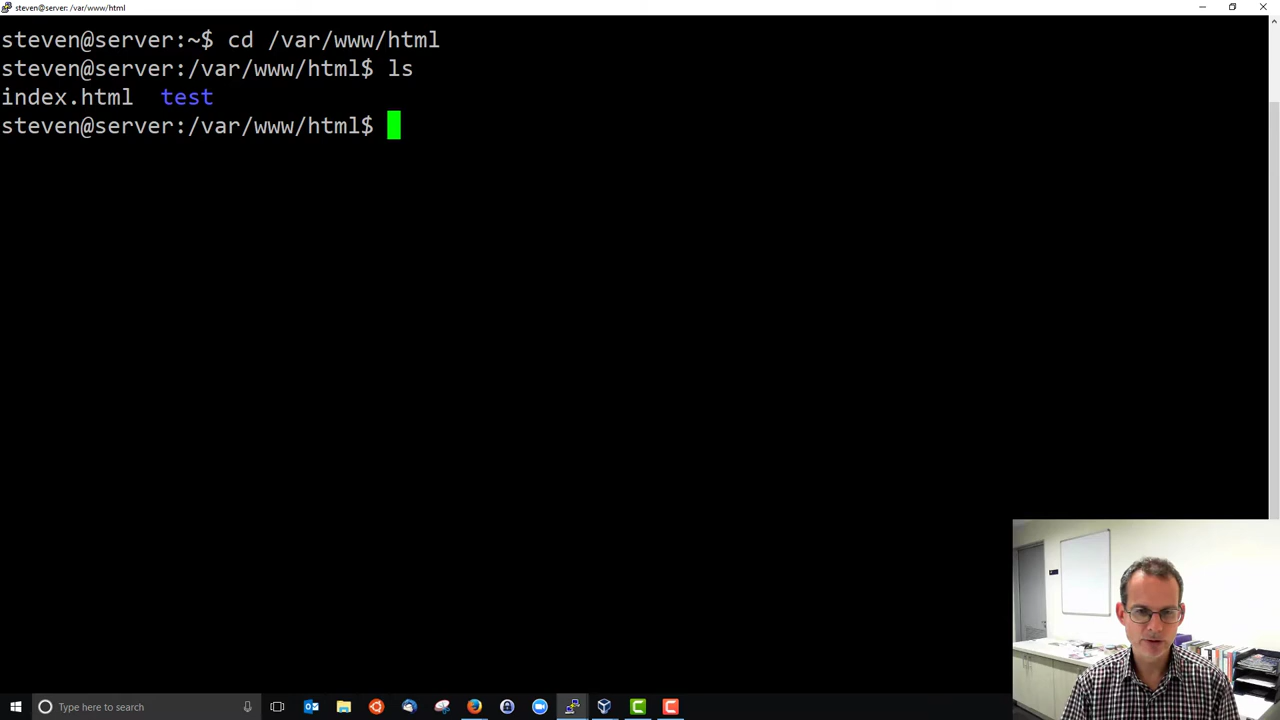 steven@server: /var/www/html
steven@server:~$ cd /var/www/html
steven@server:/var/www/html$ ls
index.html test
steven@server:/var/www/html$
Type here to search